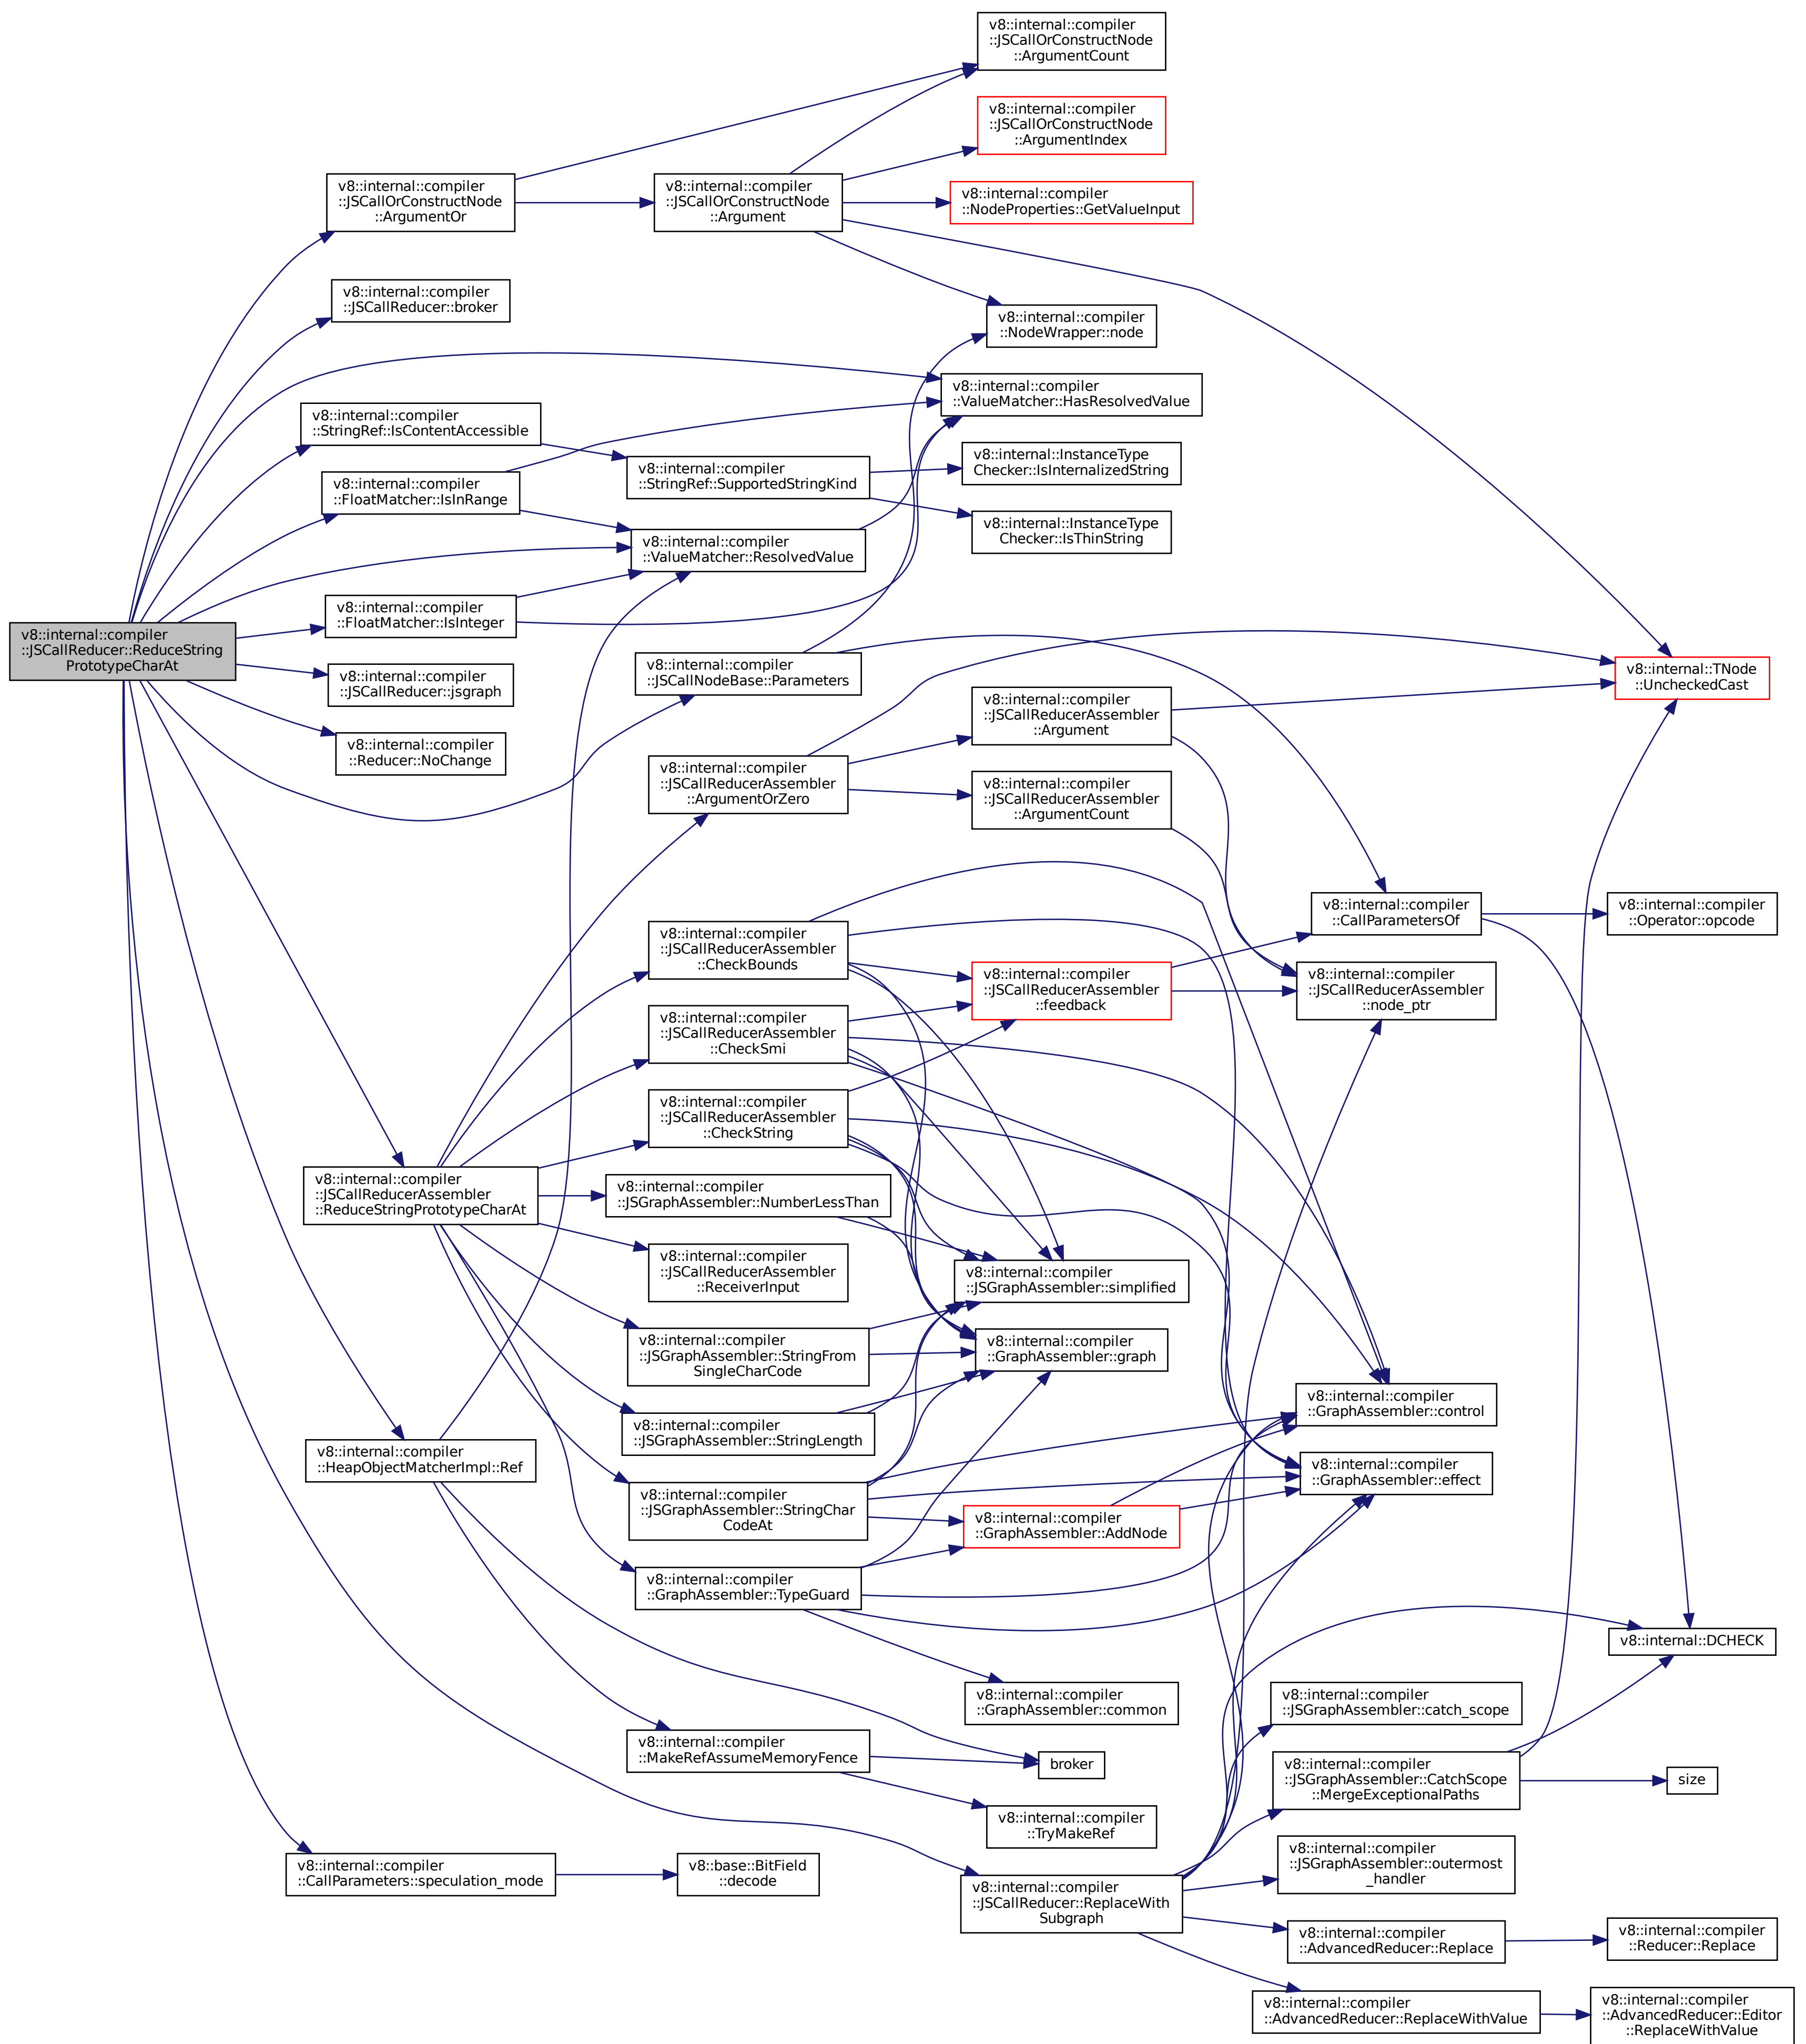 v8::internal::compiler
::JSCallReducer::ReduceString
PrototypeCharAt
v8::internal::compiler
::JSCallOrConstructNode
::ArgumentOr
v8::internal::compiler
::JSCallReducer::broker
v8::internal::compiler
::StringRef::IsContentAccessible
v8::internal::compiler
::FloatMatcher::IsInRange
v8::internal::compiler
::FloatMatcher::IsInteger
v8::internal::compiler
::JSCallReducer::jsgraph
v8::internal::compiler
::Reducer::NoChange
v8::internal::compiler
::JSCallReducerAssembler
::ReduceStringPrototypeCharAt
v8::internal::compiler
::HeapObjectMatcherImpl::Ref
v8::internal::compiler
::CallParameters::speculation_mode
v8::internal::compiler
::JSCallOrConstructNode
::Argument
v8::internal::compiler
::StringRef::SupportedStringKind
v8::internal::compiler
::ValueMatcher::ResolvedValue
v8::internal::compiler
::JSCallNodeBase::Parameters
v8::internal::compiler
::JSCallReducerAssembler
::ArgumentOrZero
v8::internal::compiler
::JSCallReducerAssembler
::CheckBounds
v8::internal::compiler
::JSCallReducerAssembler
::CheckSmi
v8::internal::compiler
::JSCallReducerAssembler
::CheckString
v8::internal::compiler
::JSGraphAssembler::NumberLessThan
v8::internal::compiler
::JSCallReducerAssembler
::ReceiverInput
v8::internal::compiler
::JSGraphAssembler::StringFrom
SingleCharCode
v8::internal::compiler
::JSGraphAssembler::StringLength
v8::internal::compiler
::JSGraphAssembler::StringChar
CodeAt
v8::internal::compiler
::GraphAssembler::TypeGuard
v8::internal::compiler
::MakeRefAssumeMemoryFence
v8::base::BitField
::decode
v8::internal::compiler
::JSCallOrConstructNode
::ArgumentCount
v8::internal::compiler
::JSCallOrConstructNode
::ArgumentIndex
v8::internal::compiler
::NodeProperties::GetValueInput
v8::internal::compiler
::NodeWrapper::node
v8::internal::compiler
::ValueMatcher::HasResolvedValue
v8::internal::InstanceType
Checker::IsInternalizedString
v8::internal::InstanceType
Checker::IsThinString
v8::internal::compiler
::JSCallReducerAssembler
::Argument
v8::internal::compiler
::JSCallReducerAssembler
::ArgumentCount
v8::internal::compiler
::JSCallReducerAssembler
::feedback
v8::internal::compiler
::JSGraphAssembler::simplified
v8::internal::compiler
::GraphAssembler::graph
v8::internal::compiler
::GraphAssembler::AddNode
v8::internal::compiler
::GraphAssembler::common
broker
v8::internal::compiler
::TryMakeRef
v8::internal::compiler
::JSCallReducer::ReplaceWith
Subgraph
v8::internal::compiler
::CallParametersOf
v8::internal::compiler
::JSCallReducerAssembler
::node_ptr
v8::internal::compiler
::GraphAssembler::control
v8::internal::compiler
::GraphAssembler::effect
v8::internal::compiler
::JSGraphAssembler::catch_scope
v8::internal::compiler
::JSGraphAssembler::CatchScope
::MergeExceptionalPaths
v8::internal::compiler
::JSGraphAssembler::outermost
_handler
v8::internal::compiler
::AdvancedReducer::Replace
v8::internal::compiler
::AdvancedReducer::ReplaceWithValue
v8::internal::TNode
::UncheckedCast
v8::internal::compiler
::Operator::opcode
v8::internal::DCHECK
size
v8::internal::compiler
::Reducer::Replace
v8::internal::compiler
::AdvancedReducer::Editor
::ReplaceWithValue